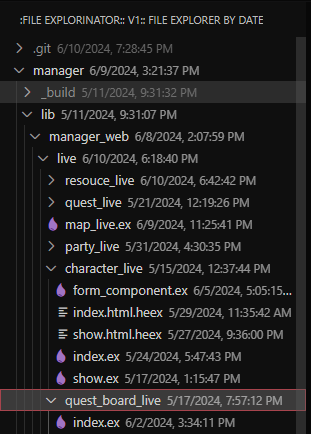 :FILE EXPLORINATOR:: V1:: FILE EXPLORER BY DATE
.git 6/10/2024, 7:28:45 PM
manager 6/9/2024, 3:21:37 PM
_build 5/11/2024, 9:31:32 PM
lib 5/11/2024, 9:31:07 PM
manager_web 6/8/2024, 2:07:59 PM
live 6/10/2024, 6:18:40 PM
resouce_live 6/10/2024, 6:42:42 PM
quest_live 5/21/2024, 12:19:26 PM
map_live.ex 6/9/2024, 11:25:41 PM
party_live 5/31/2024, 4:30:35 PM
character_live 5/15/2024, 12:37:44 PM
form_component.ex 6/5/2024, 5:05:15...
index.html.heex 5/29/2024, 11:35:42 AM
show.html.heex 5/27/2024, 9:36:00 PM
index.ex 5/24/2024, 5:47:43 PM
show.ex 5/17/2024, 1:15:47 PM
quest_board_live 5/17/2024, 7:57:12 PM
index.ex 6/2/2024, 3:34:11 PM